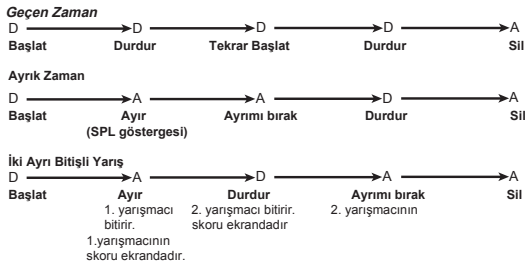 Geçen Zaman
D D D D A
Başlat Durdur Tekrar Başlat Durdur Sil
Ayrık Zaman
D A A D A
Başlat Ayır Ayrımı bırak Durdur Sil
(SPL göstergesi)
İki Ayrı Bitişli Yarış
D A D A A
Başlat Ayır Durdur Ayrımı bırak Sil
1. yarışmacı 2. yarışmacı bitirir. 2. yarışmacının
bitirir. skoru ekrandadır
1.yarışmacının
skoru ekrandadır.